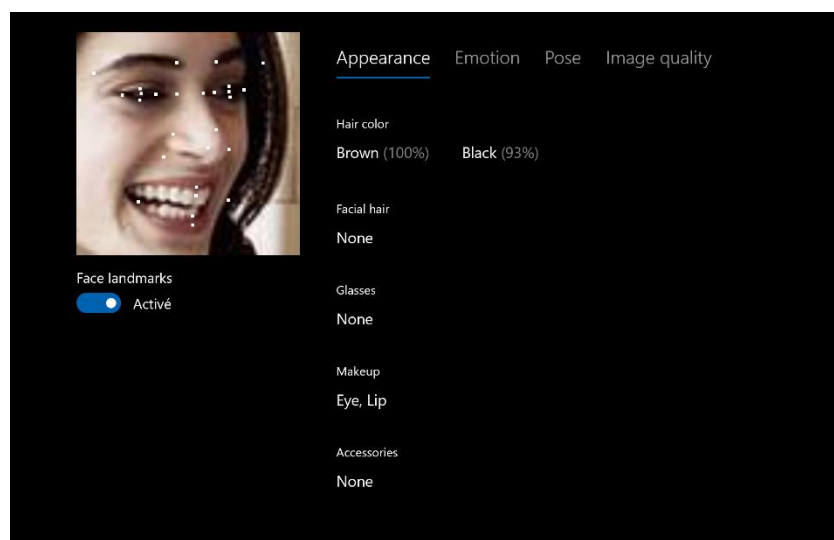 Appearance Emotion Pose Image quality
Hair color
Brown (100%) Black (93%)
Facial hair
None
Face landmarks
Activé
Glasses
None
Makeup
Eye, Lip
Accessories
None